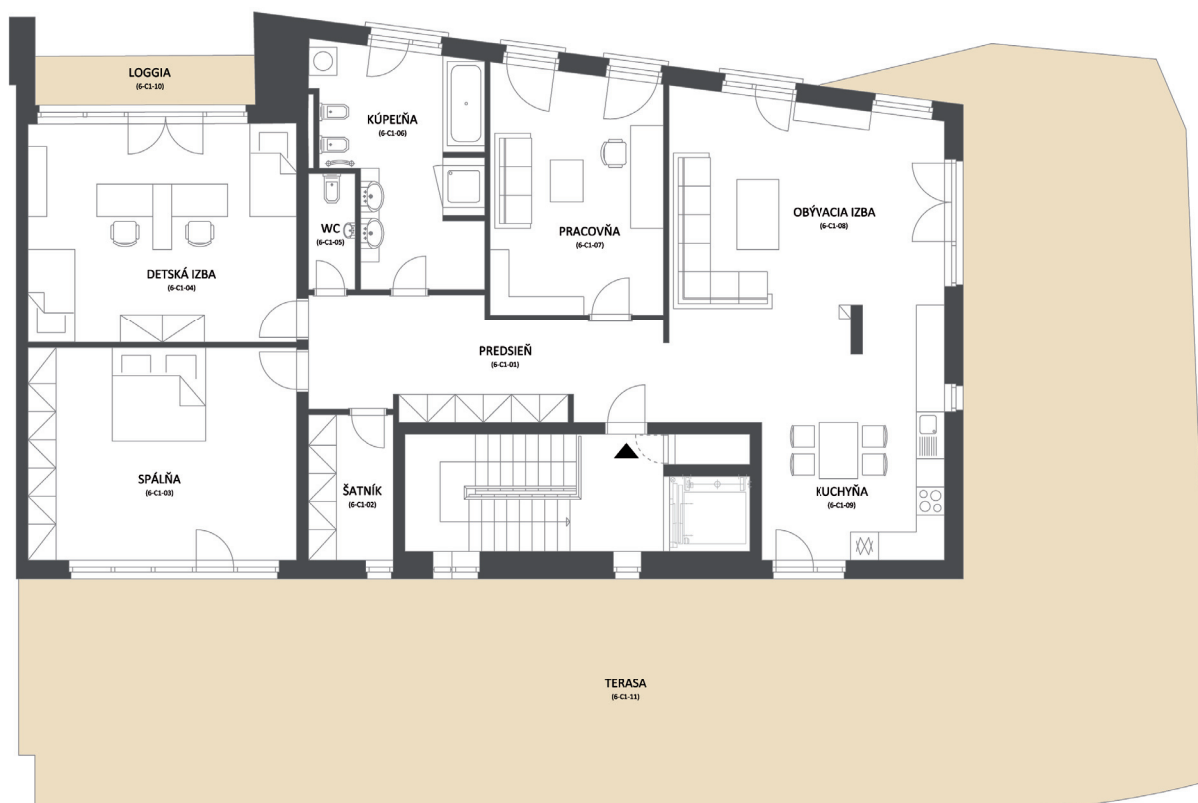 LOGGIA
(6-C1-10)
KÚPEĽŇA
(6-C1-06)
WC
(6-C1-05)
PRACOVŇA
(6-C1-07)
OBÝVACIA IZBA
(6-C1-08)
DETSKÁ IZBA
(6-C1-04)
PREDSIEŇ
(6-C1-01)
SPÁLŇA
(6-C1-03)
ŠATNÍK
(6-C1-02)
KUCHYŇA
(6-C1-09)
TERASA
(6-C1-11)